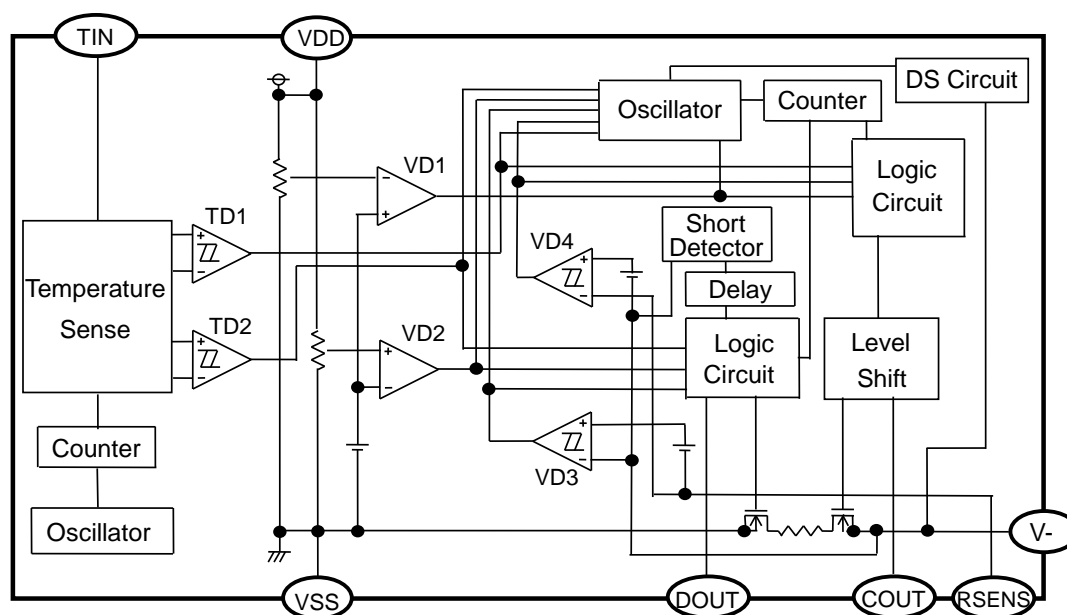 TIN
VDD
DS Circuit
Oscillator
Counter
VD1
Logic
Circuit
TD1
Short
Detector
VD4
Temperature
Sense
Delay
TD2
VD2
Logic
Circuit
Level
Shift
Counter
VD3
Oscillator
V-
VSS
DOUT
COUT
RSENS